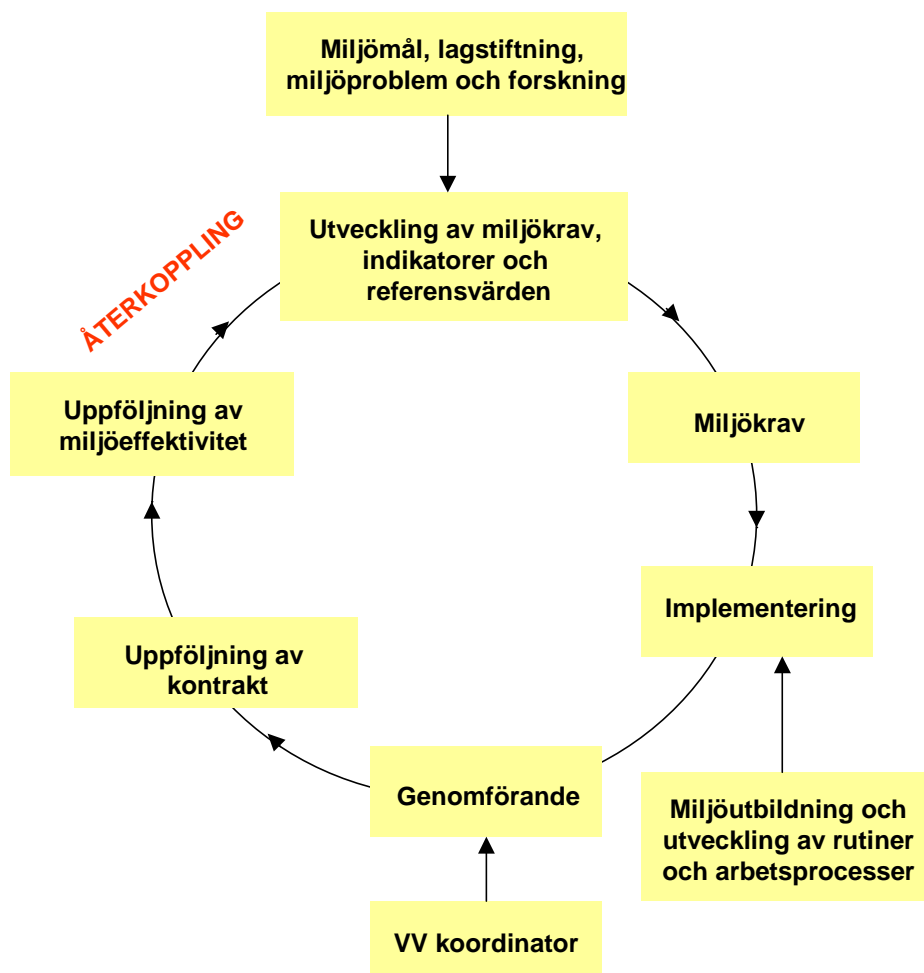 Miljömål, lagstiftning,
miljöproblem och forskning
Utveckling av miljökrav,
indikatorer och
referensvärden
ÅTERKOPPLING
Uppföljning av
miljöeffektivitet
Miljökrav
Implementering
Uppföljning av
kontrakt
Genomförande
Miljöutbildning och
utveckling av rutiner
och arbetsprocesser
VV koordinator